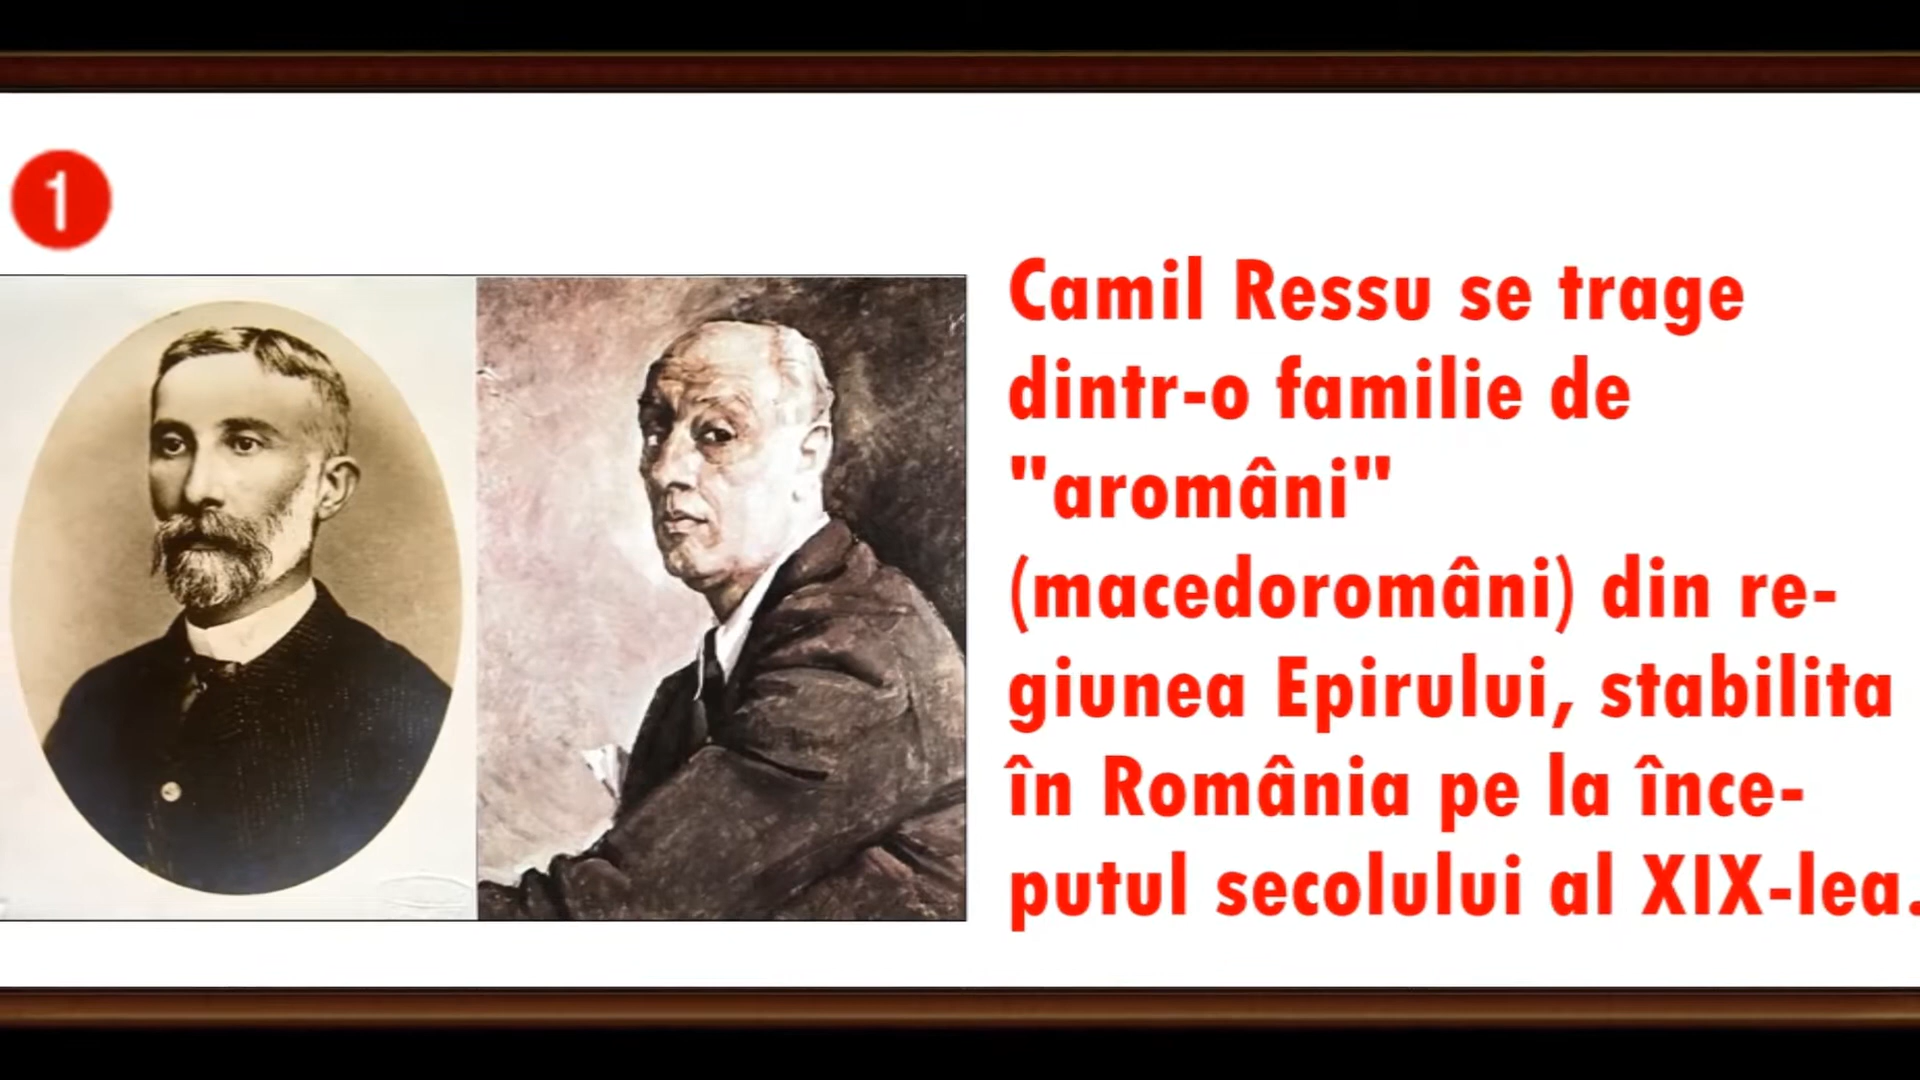 1
Camil Ressu se trage
dintr-o familie de
"aromâni"
(macedoromâni) din re-
giunea Epirului, stabilita
în România pe la înce-
putul secolului al XIX-lea.